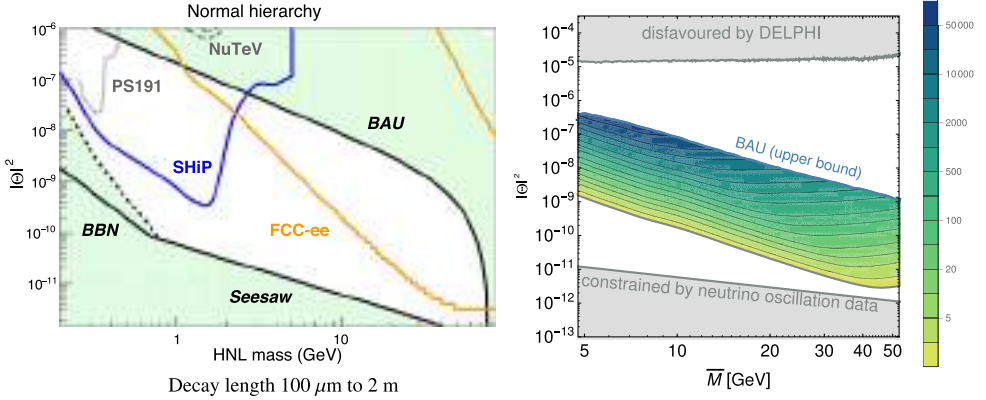 Normal hierarchy
10⁻⁶
10⁻⁷
10⁻⁸
10⁻⁹
10⁻¹⁰
10⁻¹¹
|Θ|²
NuTeV
PS191
BAU
SHiP
BBN
FCC-ee
Seesaw
1
10
HNL mass (GeV)
Decay length 100 μm to 2 m
10⁻⁴
10⁻⁵
10⁻⁶
10⁻⁷
10⁻⁸
10⁻⁹
10⁻¹⁰
10⁻¹¹
10⁻¹²
10⁻¹³
|Θ|²
disfavoured by DELPHI
BAU (upper bound)
constrained by neutrino oscillation data
5
10
20
30
40
50
M̅ [GeV]
50 000
10 000
2000
500
100
20
5